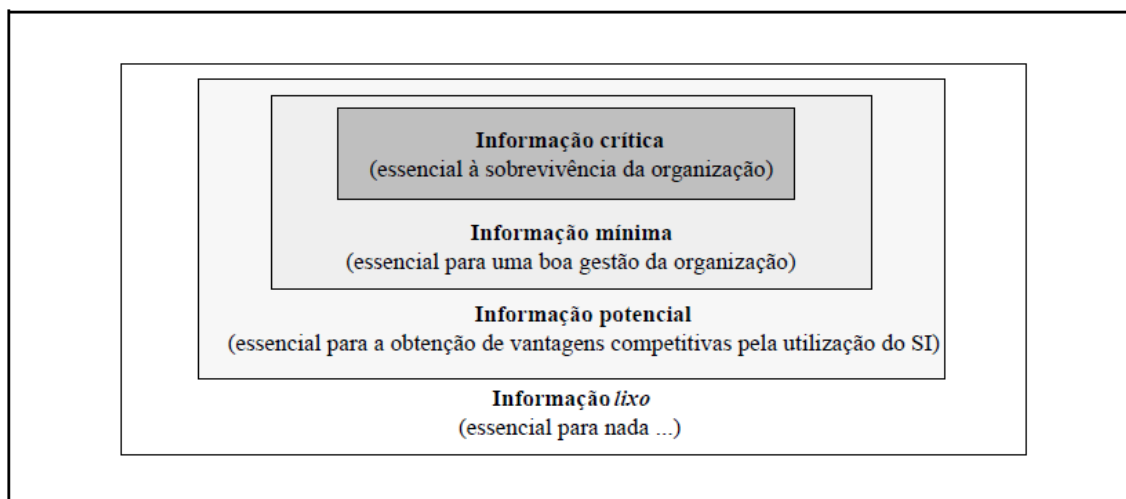 Informação crítica
(essencial à sobrevivência da organização)
Informação mínima
(essencial para uma boa gestão da organização)
Informação potencial
(essencial para a obtenção de vantagens competitivas pela utilização do SI)
Informação lixo
(essencial para nada ...)